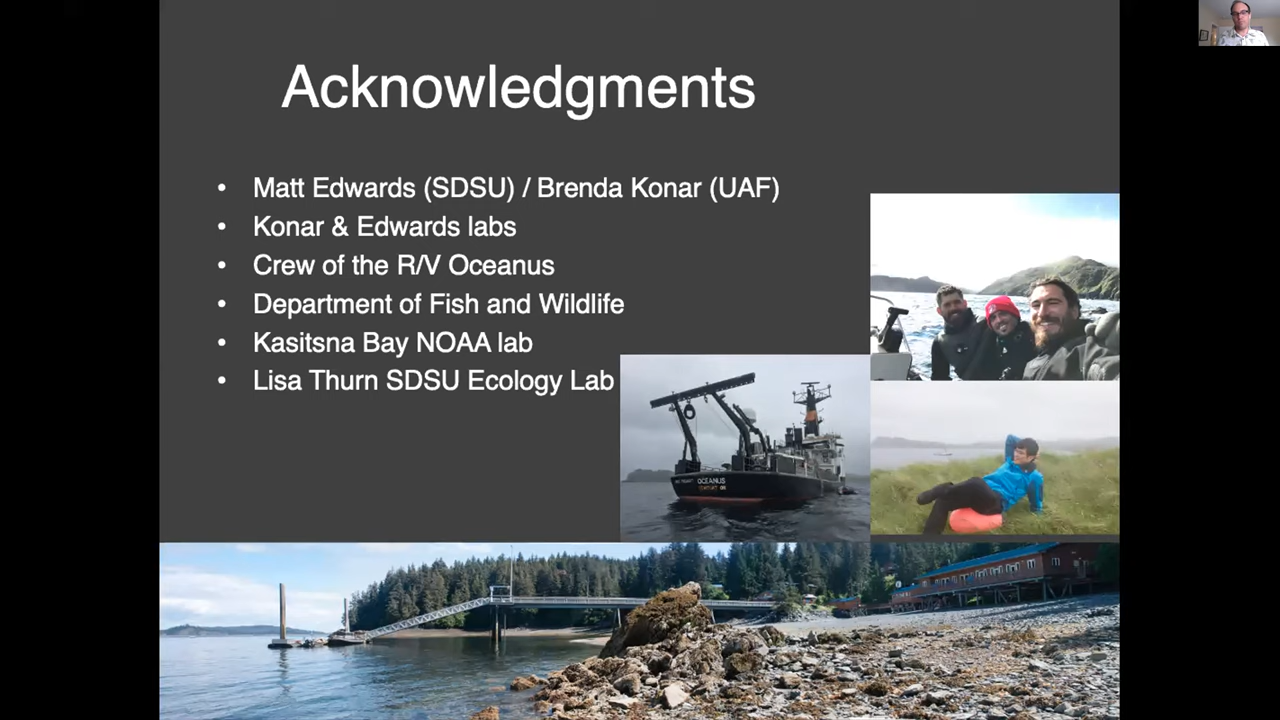 Acknowledgments
• Matt Edwards (SDSU) / Brenda Konar (UAF)
• Konar & Edwards labs
• Crew of the R/V Oceanus
• Department of Fish and Wildlife
• Kasitsna Bay NOAA lab
• Lisa Thurn SDSU Ecology Lab
OCEANUS